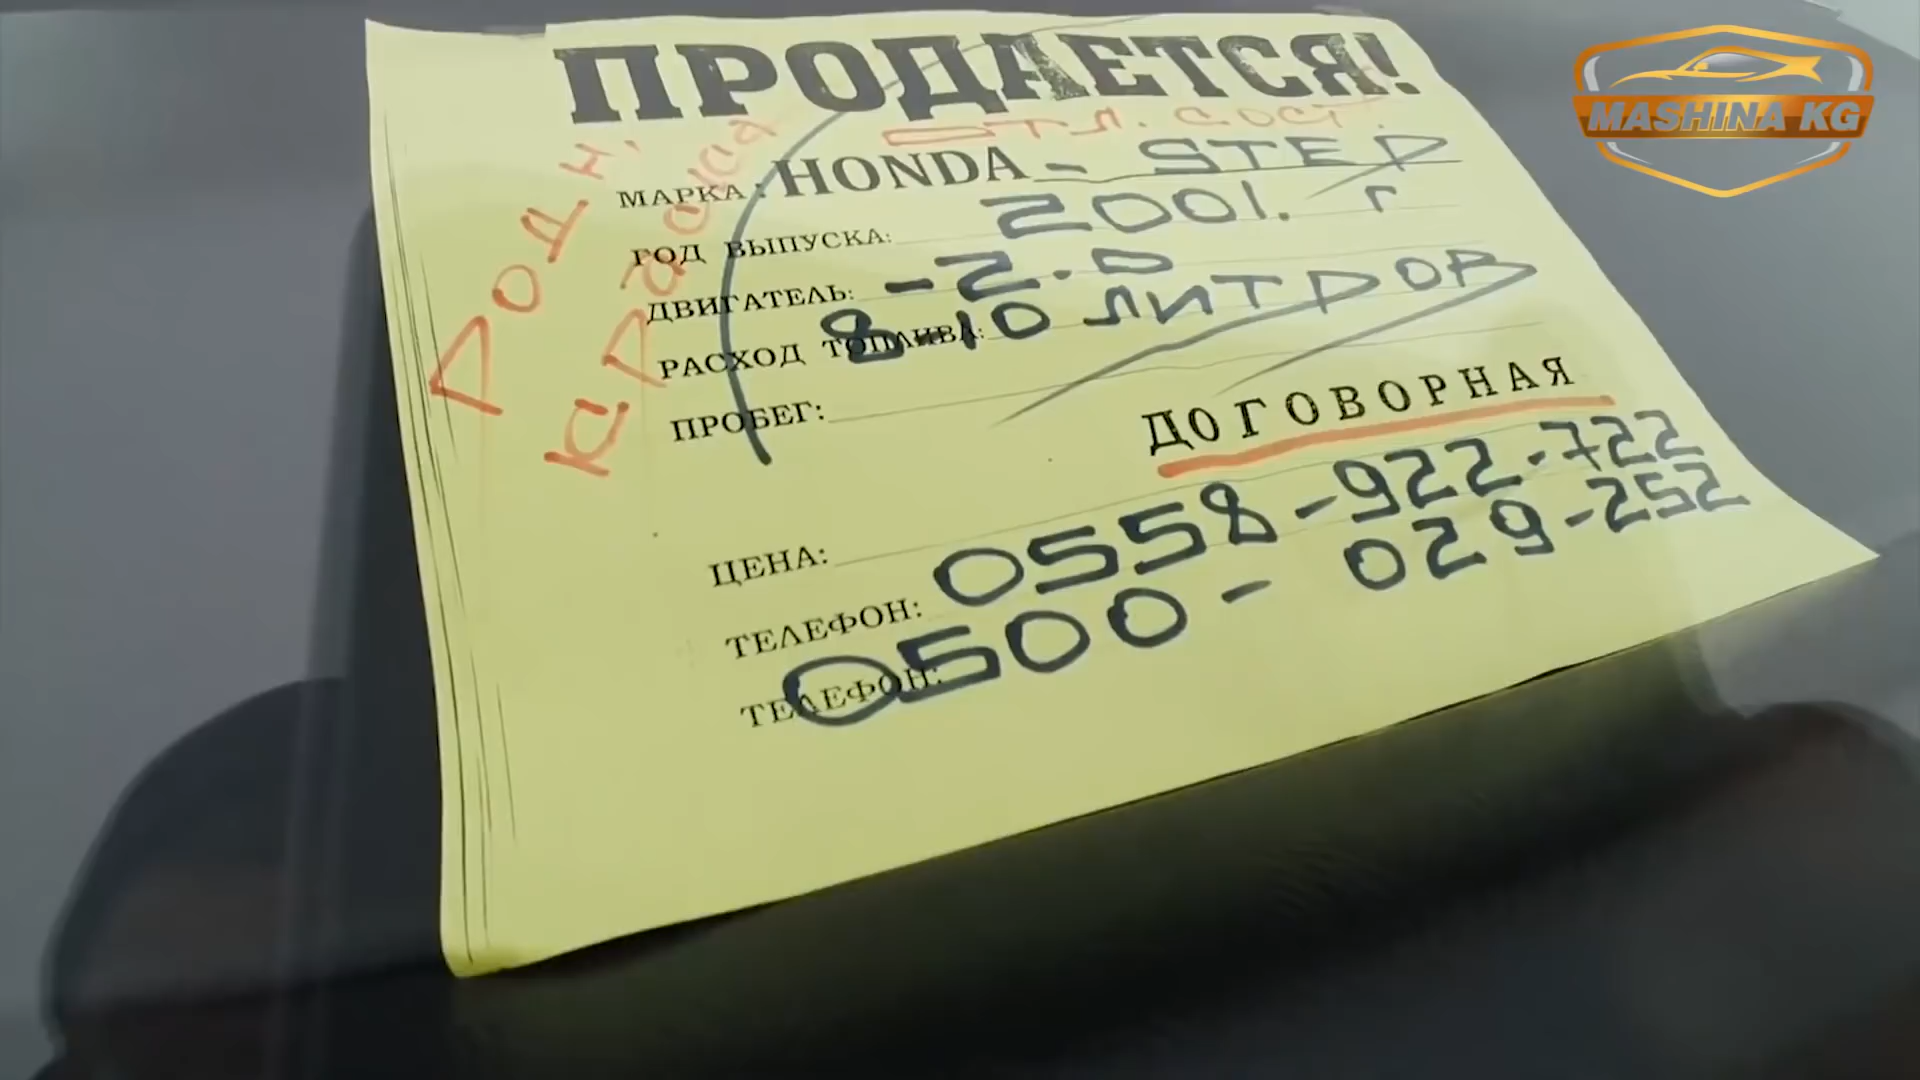 ПРОДАЕТСЯ!
ОТЛ. СОСТ.
МАРКА: HONDA - STEP
ГОД ВЫПУСКА: 2001. г
ДВИГАТЕЛЬ: - 2.0
РАСХОД ТОПЛИВА: 8-10 ЛИТРОВ
ПРОБЕГ:
ДОГОВОРНАЯ
ЦЕНА:
ТЕЛЕФОН: 0558-922-722
ТЕЛЕФОН: 0500-029-252
РОДН.
КРАСКА
MASHINA KG